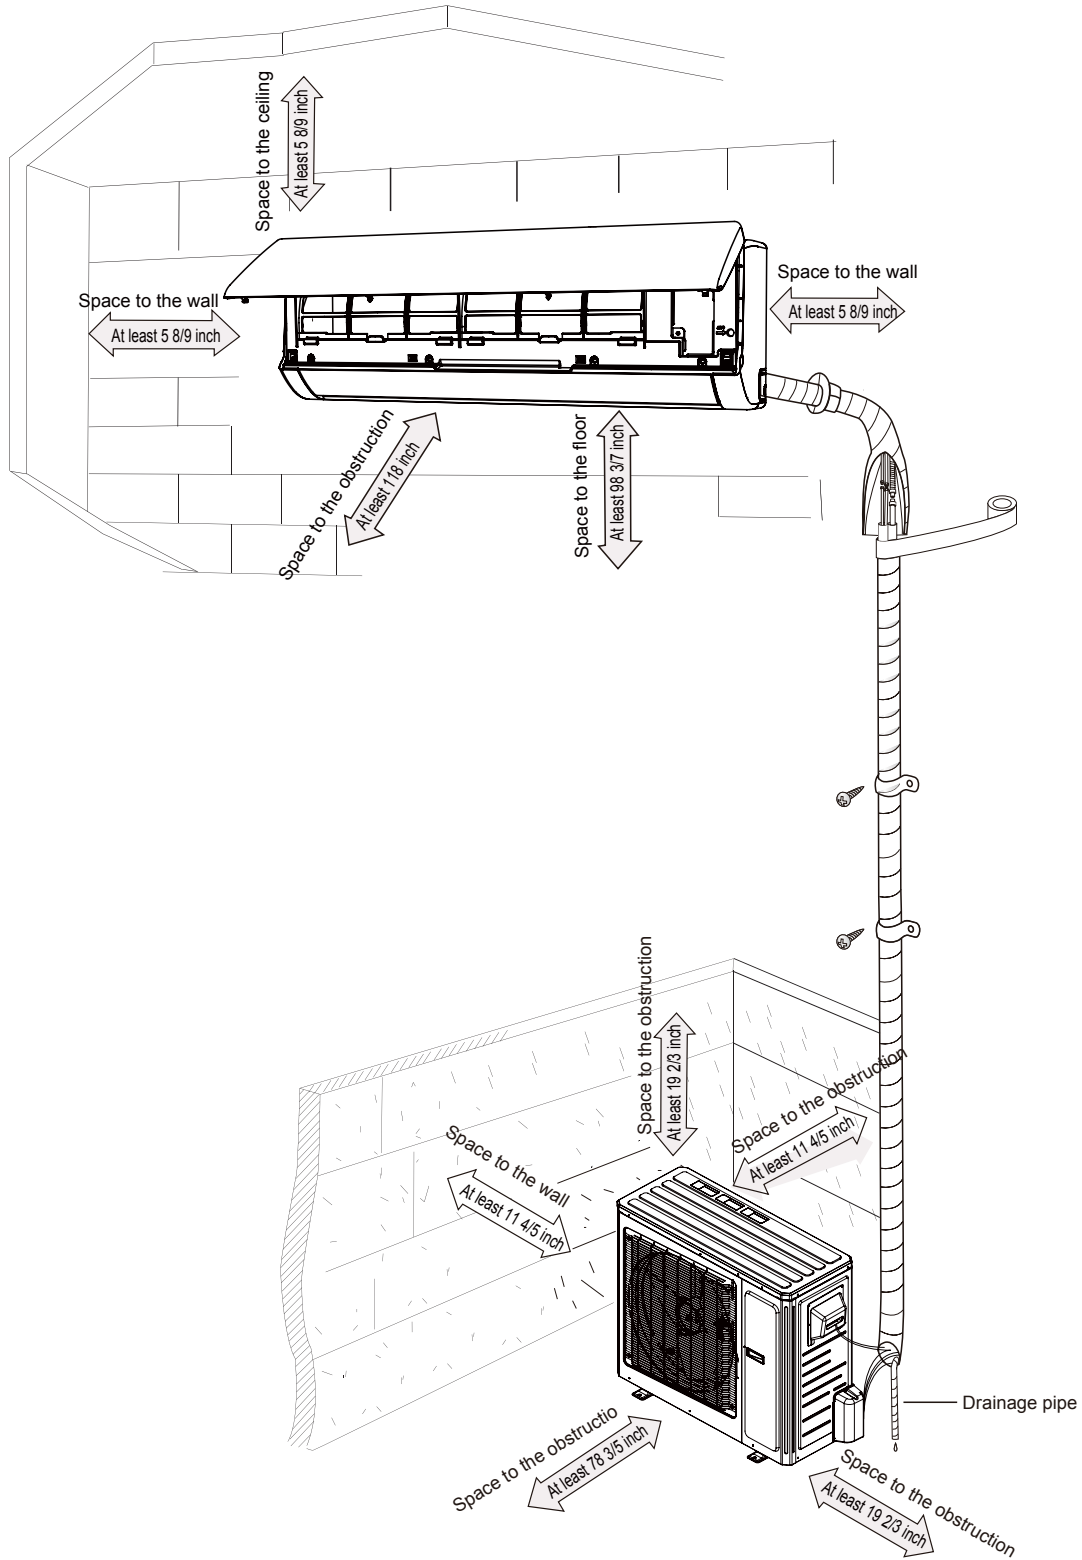 Space to the ceiling
At least 5 8/9 inch
Space to the wall
At least 5 8/9 inch
Space to the wall
At least 5 8/9 inch
Space to the obstruction
At least 118 inch
Space to the floor
At least 98 3/7 inch
Space to the obstruction
At least 19 2/3 inch
Space to the obstruction
At least 11 4/5 inch
Space to the wall
At least 11 4/5 inch
Drainage pipe
Space to the obstructio
At least 78 3/5 inch
Space to the obstruction
At least 19 2/3 inch